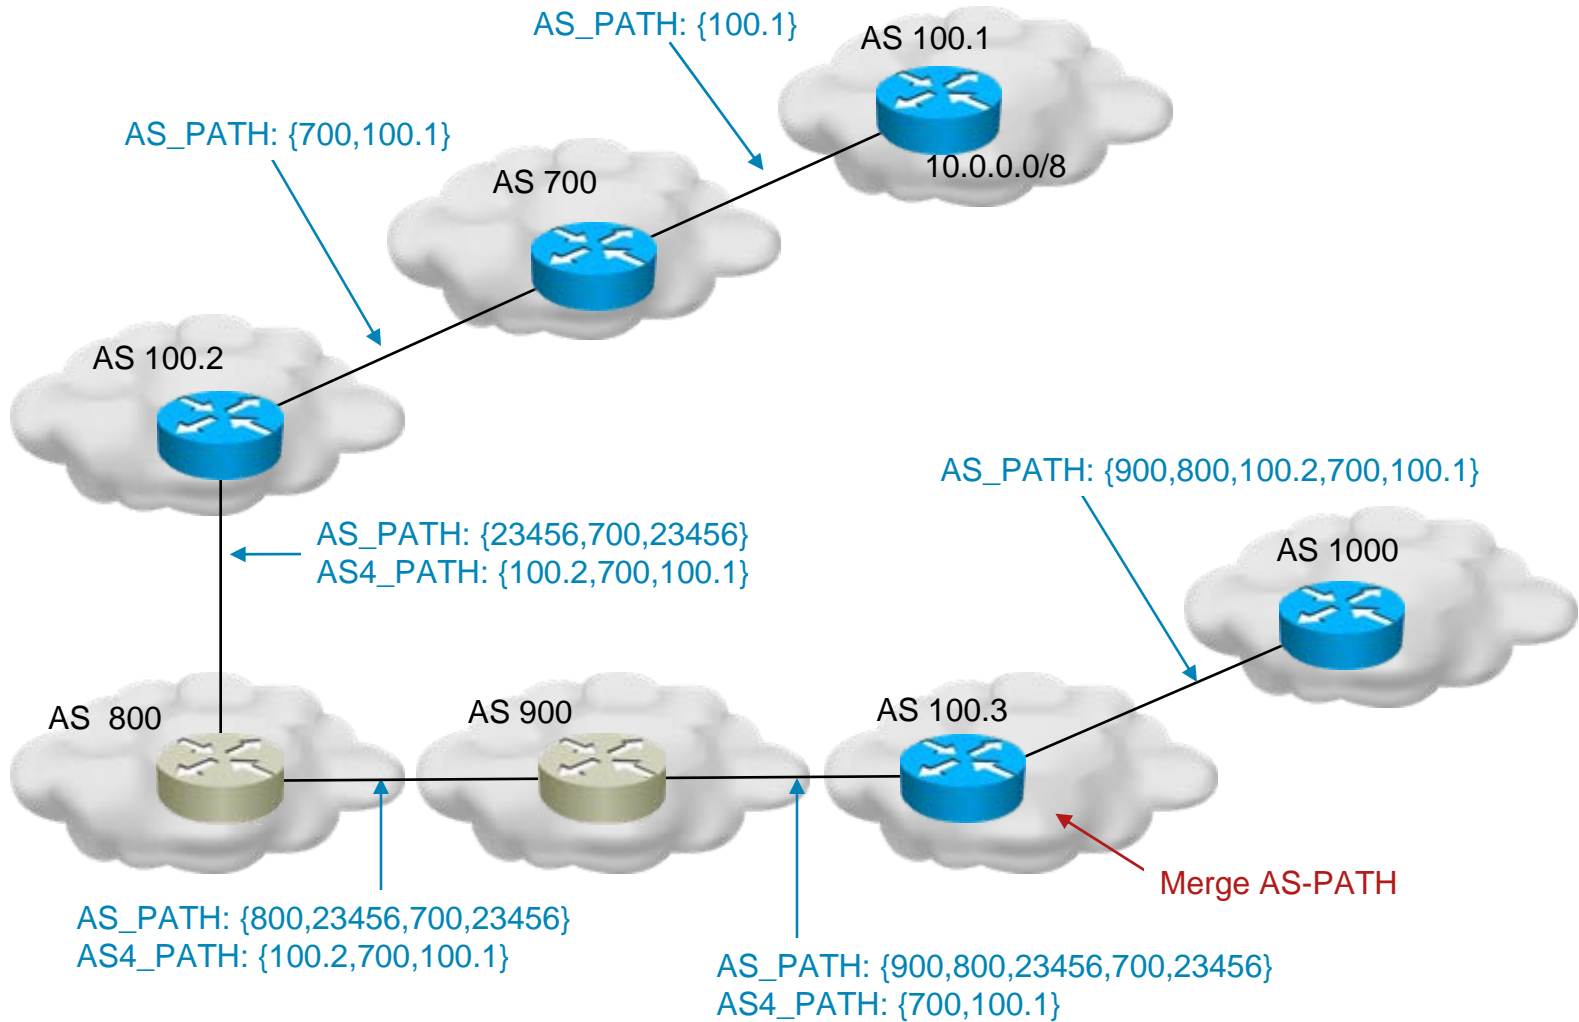 AS_PATH: {100.1}
AS 100.1
10.0.0.0/8
AS_PATH: {700,100.1}
AS 700
AS 100.2
AS_PATH: {23456,700,23456}
AS4_PATH: {100.2,700,100.1}
AS_PATH: {900,800,100.2,700,100.1}
AS 1000
AS 800
AS 900
AS 100.3
Merge AS-PATH
AS_PATH: {800,23456,700,23456}
AS4_PATH: {100.2,700,100.1}
AS_PATH: {900,800,23456,700,23456}
AS4_PATH: {700,100.1}